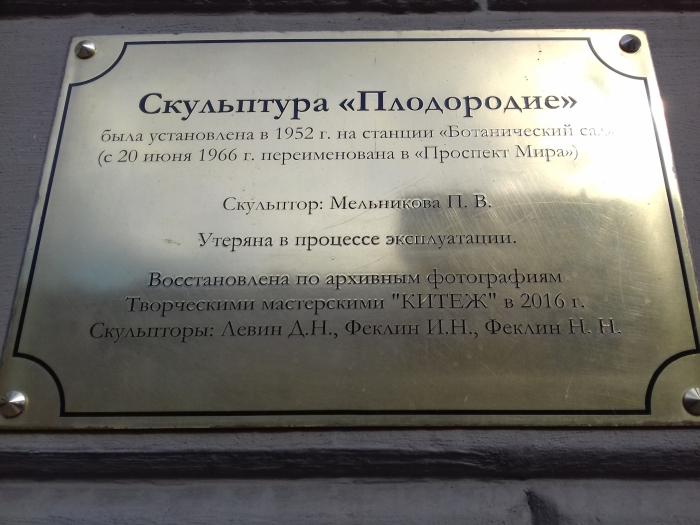 Скульптура «Плодородие»
была установлена в 1952 г. на станции «Ботанический сад»
(с 20 июня 1966 г. переименована в «Проспект Мира»)
Скульптор: Мельникова П. В.
Утеряна в процессе эксплуатации.
Восстановлена по архивным фотографиям
Творческими мастерскими "КИТЕЖ" в 2016 г.
Скульпторы: Левин Д.Н., Феклин И.Н., Феклин Н. Н.